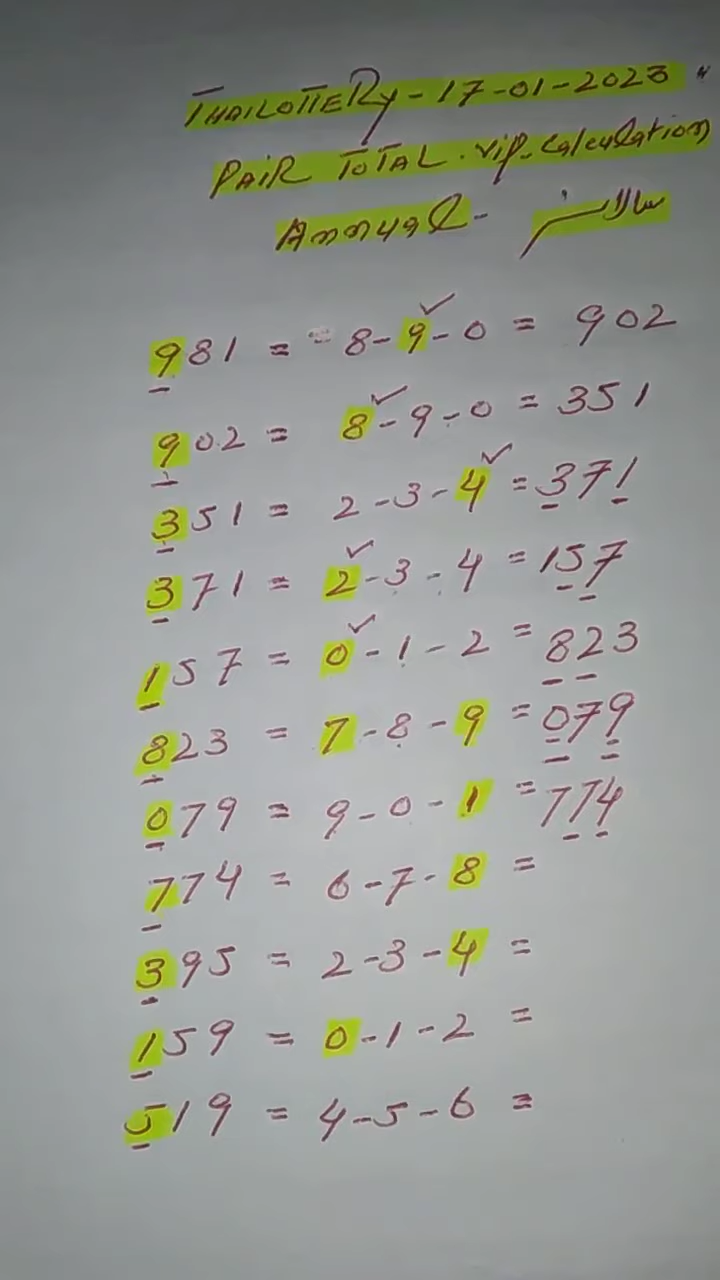 THAILOTTERy-17-01-2023 "
PAIR TOTAL. vip-calculation
Annual- سالانہ
981 = - 8-9-0 = 902
902 = 8-9-0 = 351
351 = 2-3-4 = 371
371 = 2-3-4 = 157
157 = 0-1-2 = 823
823 = 7-8-9 = 079
079 = 9-0-1 = 774
774 = 6-7-8 =
395 = 2-3-4 =
159 = 0-1-2 =
519 = 4-5-6 =